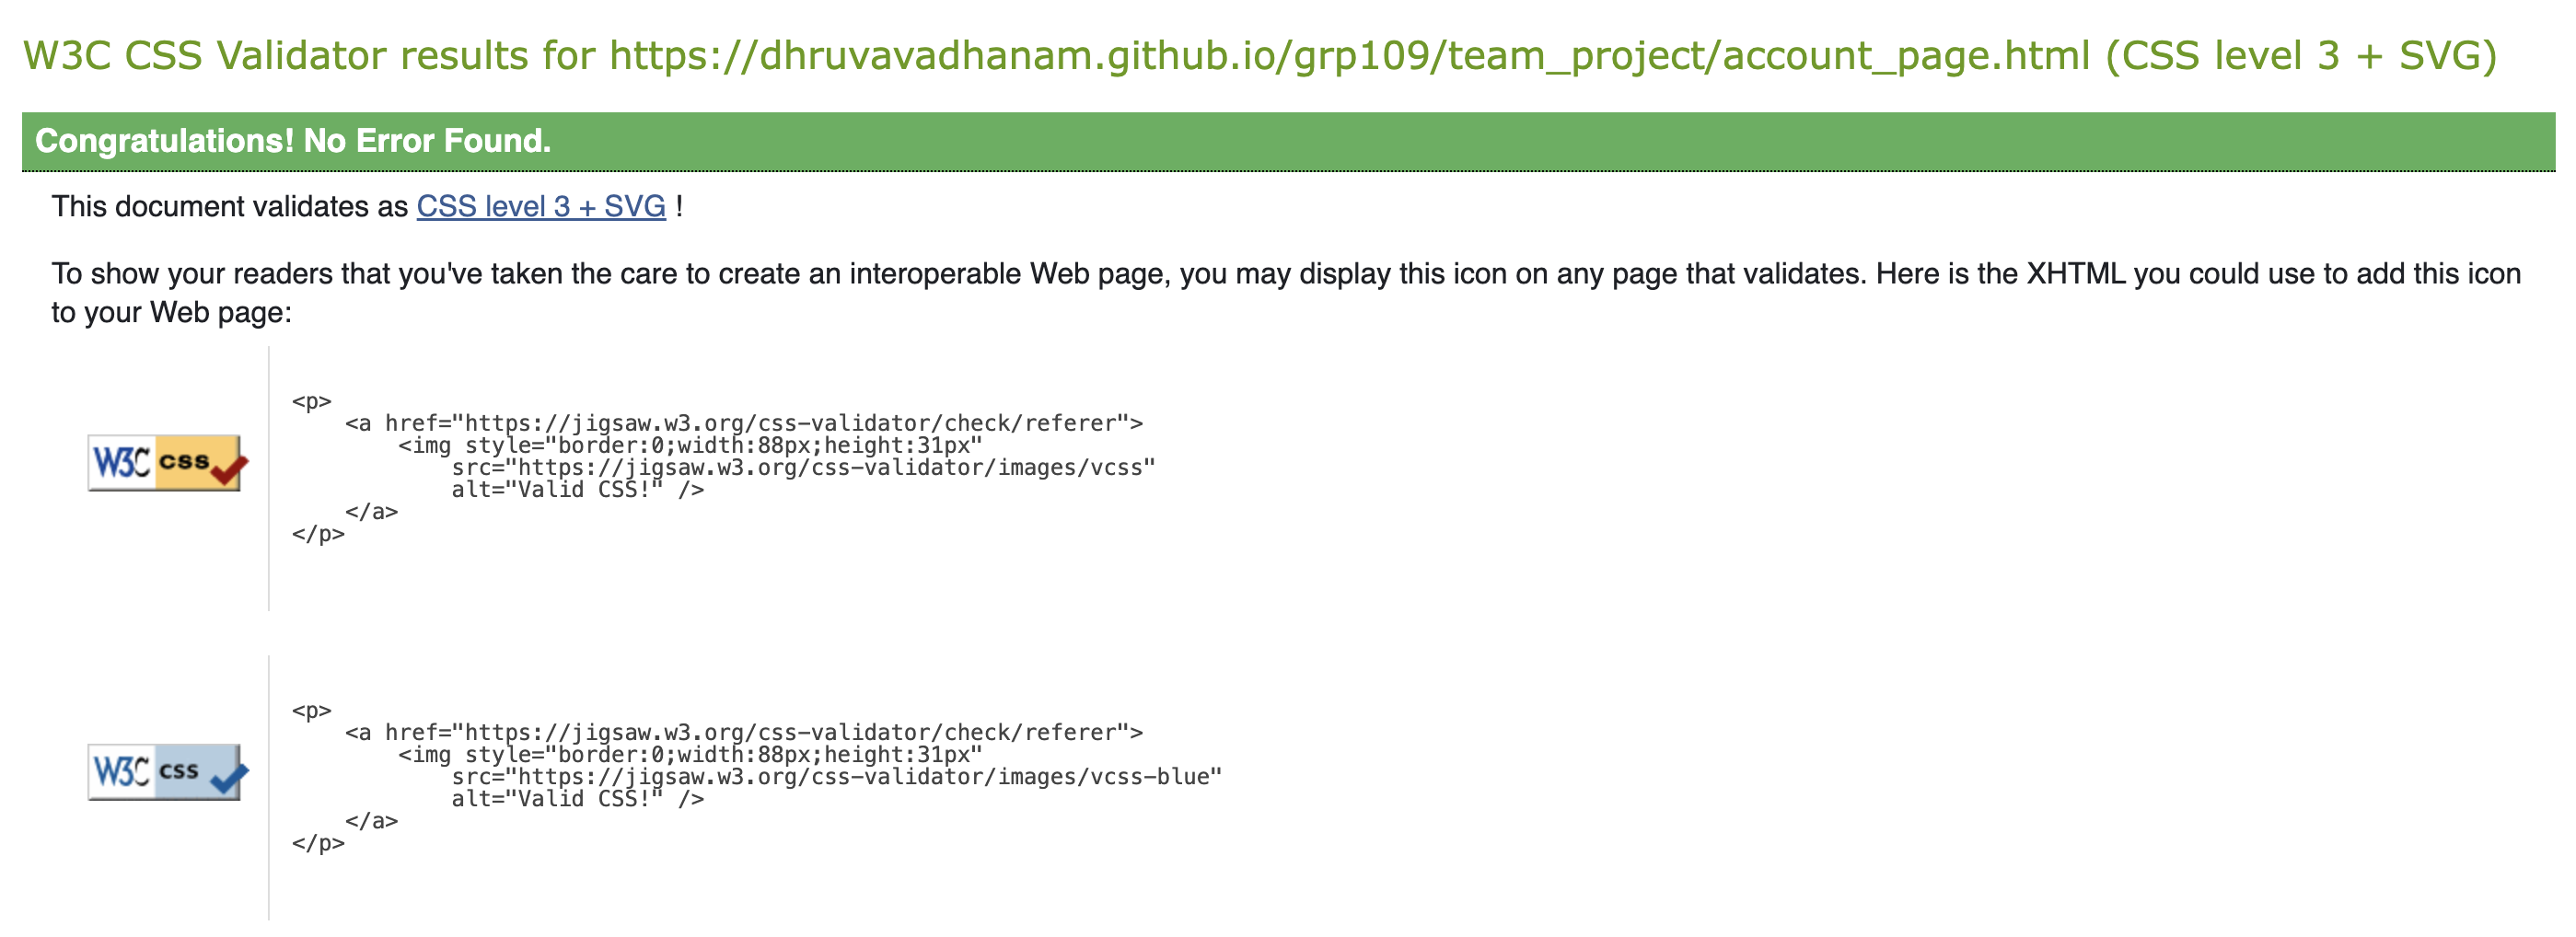 W3C CSS Validator results for https://dhruvavadhanam.github.io/grp109/team_project/account_page.html (CSS level 3 + SVG)
Congratulations! No Error Found.
This document validates as CSS level 3 + SVG !
To show your readers that you've taken the care to create an interoperable Web page, you may display this icon on any page that validates. Here is the XHTML you could use to add this icon
to your Web page:
W3C css
<p>
    <a href="https://jigsaw.w3.org/css-validator/check/referer">
        <img style="border:0;width:88px;height:31px"
            src="https://jigsaw.w3.org/css-validator/images/vcss"
            alt="Valid CSS!" />
    </a>
</p>
W3C css
<p>
    <a href="https://jigsaw.w3.org/css-validator/check/referer">
        <img style="border:0;width:88px;height:31px"
            src="https://jigsaw.w3.org/css-validator/images/vcss-blue"
            alt="Valid CSS!" />
    </a>
</p>